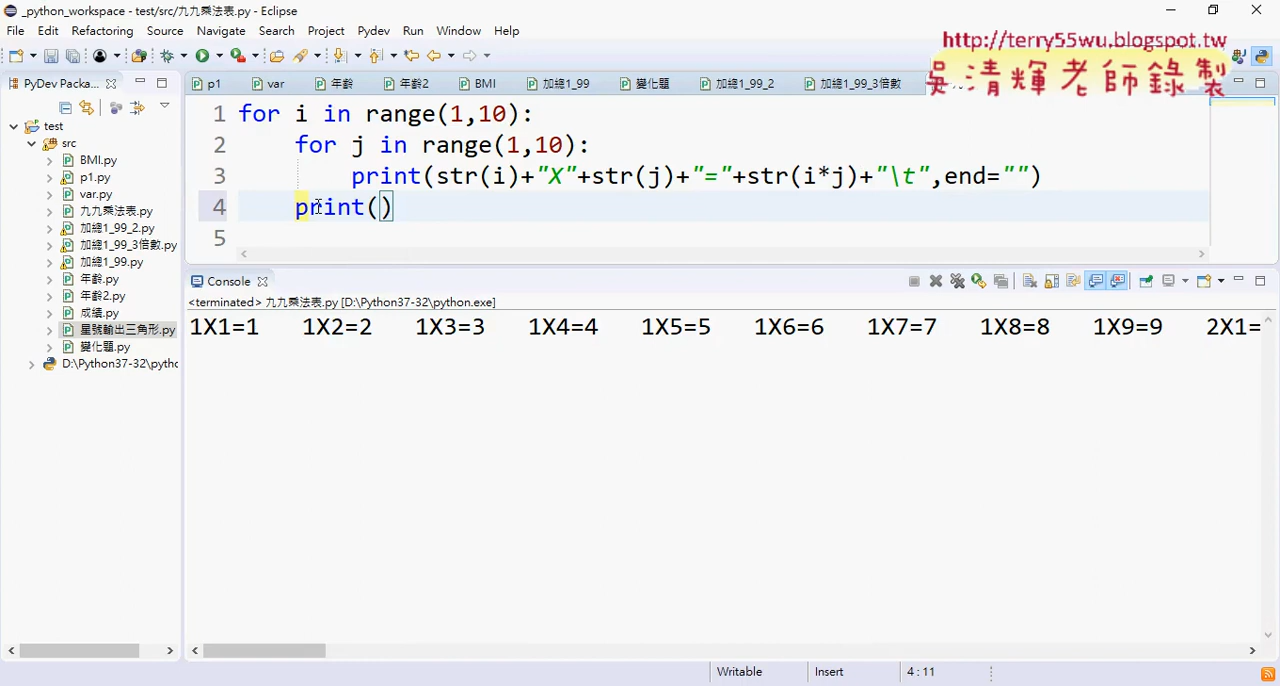 _python_workspace - test/src/九九乘法表.py - Eclipse
File Edit Refactoring Source Navigate Search Project Pydev Run Window Help
http://terry55wu.blogspot.tw
吳清輝老師錄製
PyDev Packa...
p1 var 年齡 年齡2 BMI 加總1_99 變化題 加總1_99_2 加總1_99_3倍數
test
src
BMI.py
p1.py
var.py
九九乘法表.py
加總1_99_2.py
加總1_99_3倍數.py
加總1_99.py
年齡.py
年齡2.py
成績.py
星號輸出三角形.py
變化題.py
D:\Python37-32\pytho
1 for i in range(1,10):
2 for j in range(1,10):
3 print(str(i)+"X"+str(j)+"="+str(i*j)+"\t",end="")
4 print()
5
Console
<terminated> 九九乘法表.py [D:\Python37-32\python.exe]
1X1=1 1X2=2 1X3=3 1X4=4 1X5=5 1X6=6 1X7=7 1X8=8 1X9=9 2X1=
Writable Insert 4 : 11